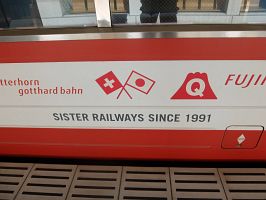 tterhorn
gotthard bahn
Q
FUJI
SISTER RAILWAYS SINCE 1991